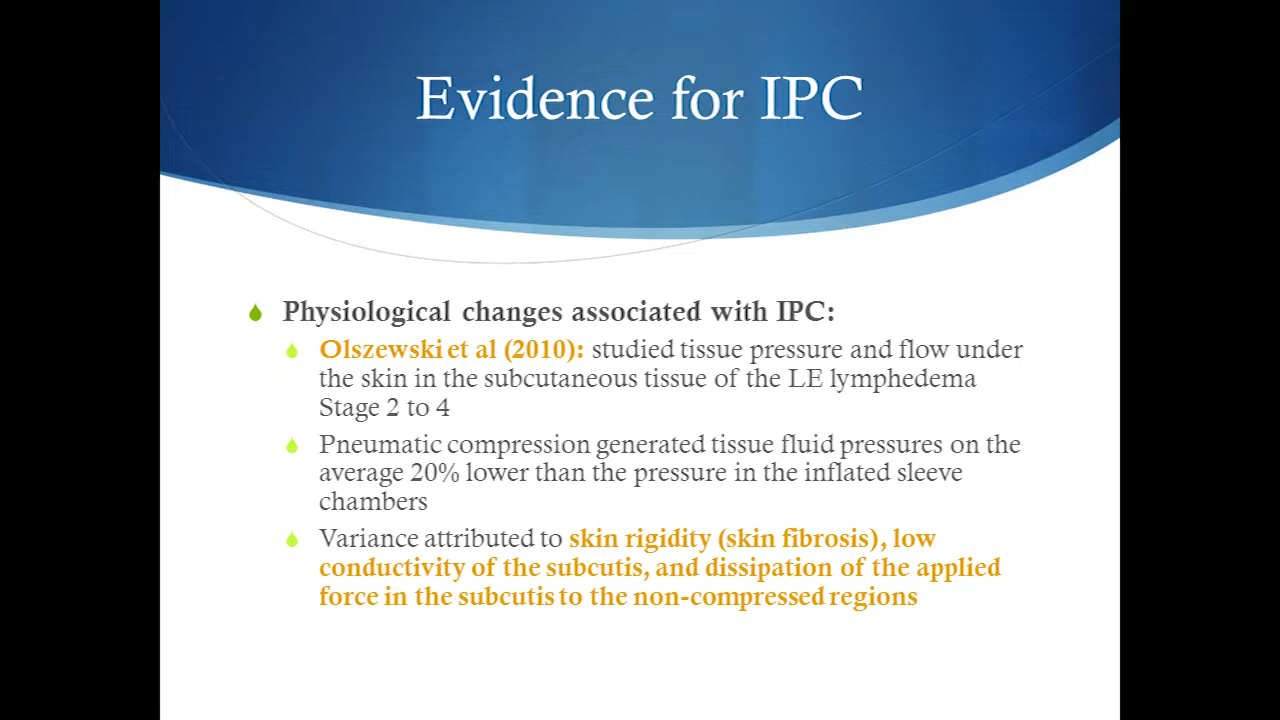 Evidence for IPC
Physiological changes associated with IPC:
Olszewski et al (2010): studied tissue pressure and flow under
the skin in the subcutaneous tissue of the LE lymphedema
Stage 2 to 4
Pneumatic compression generated tissue fluid pressures on the
average 20% lower than the pressure in the inflated sleeve
chambers
Variance attributed to skin rigidity (skin fibrosis), low
conductivity of the subcutis, and dissipation of the applied
force in the subcutis to the non-compressed regions